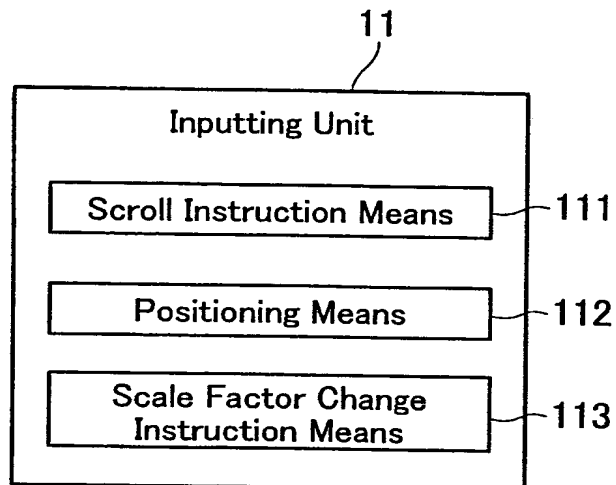 11
Inputting Unit
Scroll Instruction Means
111
Positioning Means
112
Scale Factor Change
Instruction Means
113